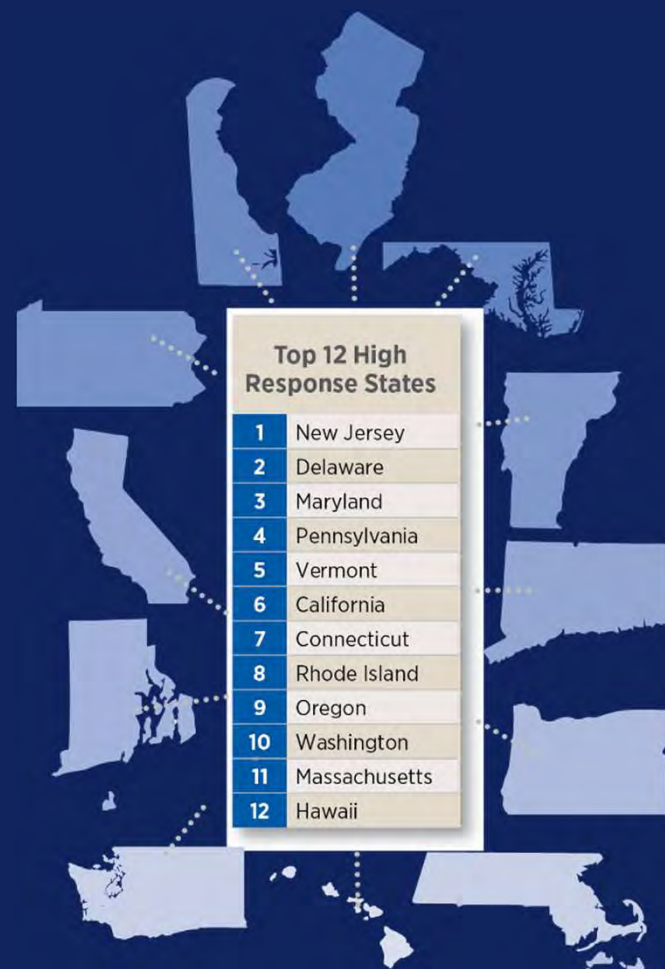 Top 12 High
Response States
1 New Jersey
2 Delaware
3 Maryland
4 Pennsylvania
5 Vermont
6 California
7 Connecticut
8 Rhode Island
9 Oregon
10 Washington
11 Massachusetts
12 Hawaii